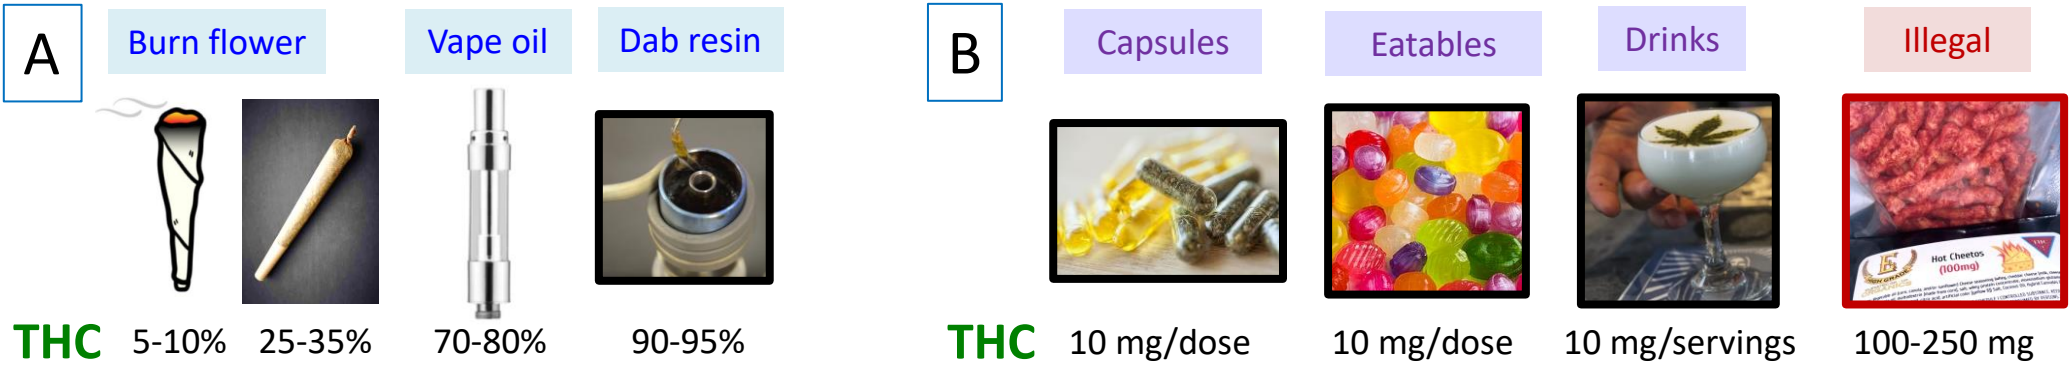 A
Burn flower
Vape oil
Dab resin
THC 5-10% 25-35% 70-80% 90-95%
B
Capsules
Eatables
Drinks
Illegal
Hot Cheetos
(100mg)
THC 10 mg/dose 10 mg/dose 10 mg/servings 100-250 mg